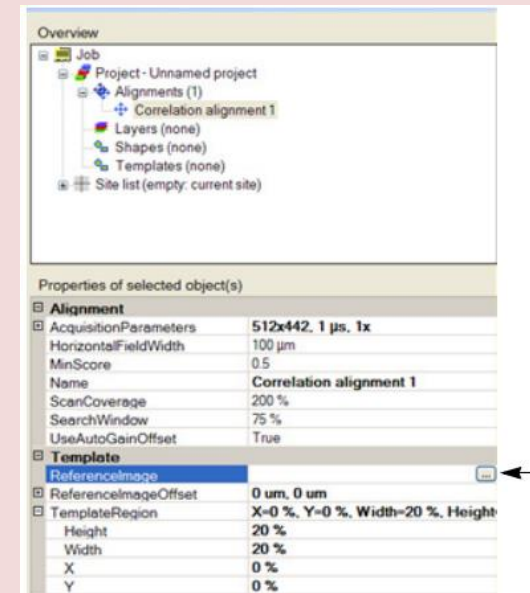 Overview
Job
Project - Unnamed project
Alignments (1)
Correlation alignment 1
Layers (none)
Shapes (none)
Templates (none)
Site list (empty: current site)
Properties of selected object(s)
Alignment
AcquisitionParameters 512x442, 1 µs, 1x
HorizontalFieldWidth 100 µm
MinScore 0.5
Name Correlation alignment 1
ScanCoverage 200 %
SearchWindow 75 %
UseAutoGainOffset True
Template
ReferenceImage ...
ReferenceImageOffset 0 um, 0 um
TemplateRegion X=0 %, Y=0 %, Width=20 %, Height
Height 20 %
Width 20 %
X 0 %
Y 0 %